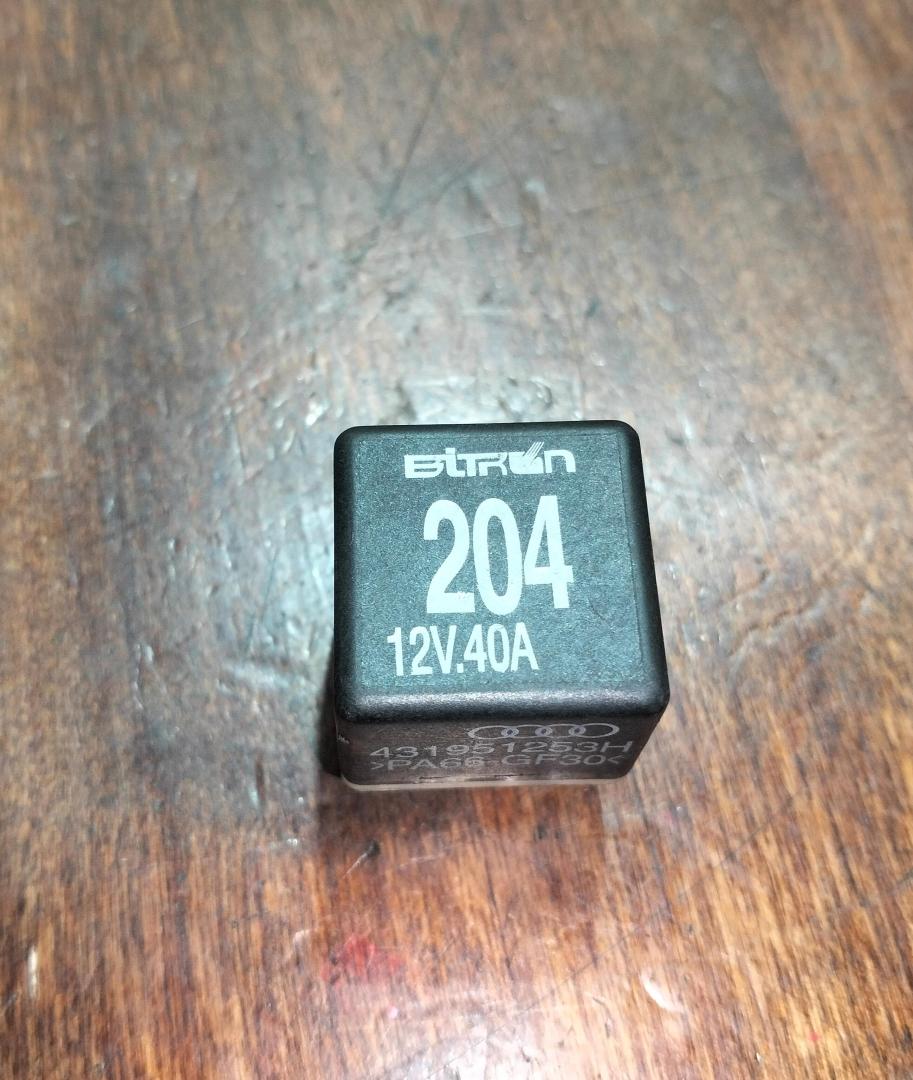 BITRON
204
12V.40A
431951253H
>PA66-GF30<